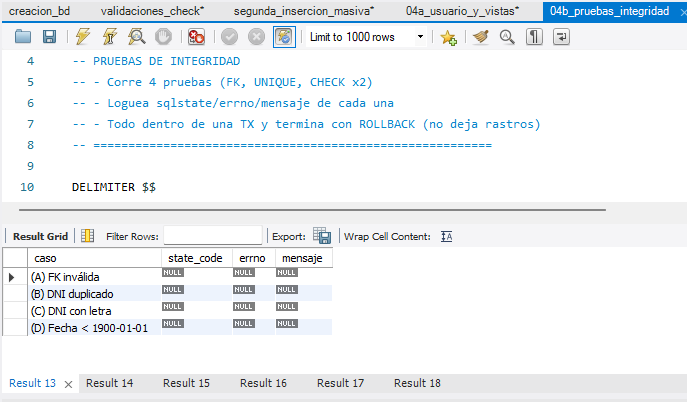 creacion_bd validaciones_check* segunda_insercion_masiva* 04a_usuario_y_vistas* 04b_pruebas_integridad
Limit to 1000 rows
4 -- PRUEBAS DE INTEGRIDAD
5 -- - Corre 4 pruebas (FK, UNIQUE, CHECK x2)
6 -- - Loguea sqlstate/errno/mensaje de cada una
7 -- - Todo dentro de una TX y termina con ROLLBACK (no deja rastros)
8 -- =========================================================
9
10 DELIMITER $$
Result Grid Filter Rows: Export: Wrap Cell Content:
caso state_code errno mensaje
(A) FK inválida NULL NULL NULL
(B) DNI duplicado NULL NULL NULL
(C) DNI con letra NULL NULL NULL
(D) Fecha < 1900-01-01 NULL NULL NULL
Result 13 Result 14 Result 15 Result 16 Result 17 Result 18